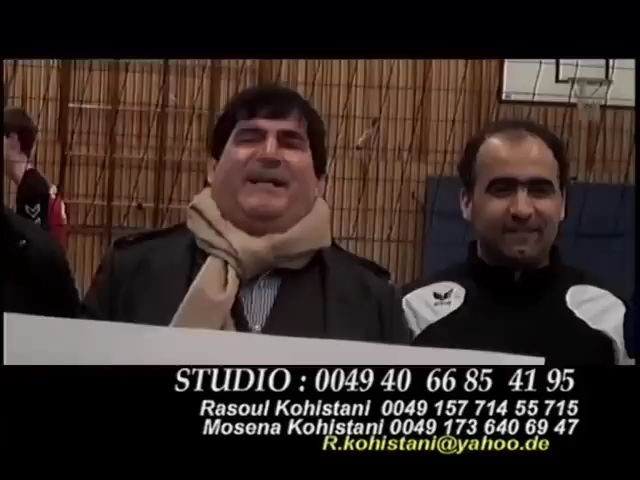 STUDIO : 0049 40 66 85 41 95
Rasoul Kohistani 0049 157 714 55 715
Mosena Kohistani 0049 173 640 69 47
R.kohistani@yahoo.de